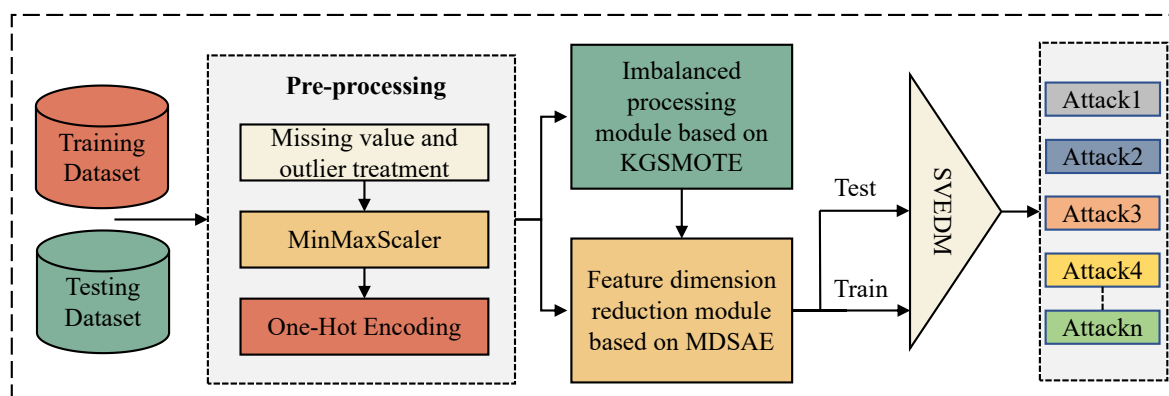 Training
Dataset
Testing
Dataset
Pre-processing
Missing value and
outlier treatment
MinMaxScaler
One-Hot Encoding
Imbalanced
processing
module based on
KGSMOTE
Feature dimension
reduction module
based on MDSAE
Test
Train
SVEDM
Attack1
Attack2
Attack3
Attack4
Attackn